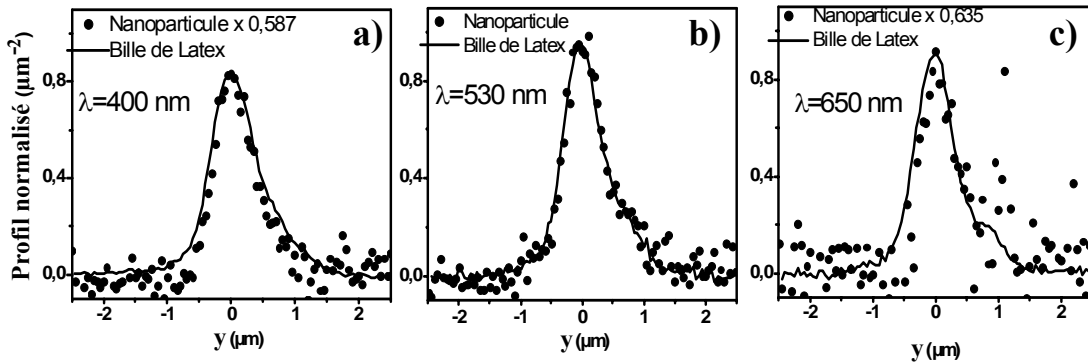 Profil normalisé (µm⁻²)
Nanoparticule x 0,587
Bille de Latex
a)
λ=400 nm
0,8
0,4
0,0
-2 -1 0 1 2
y (µm)
Nanoparticule
Bille de Latex
b)
λ=530 nm
0,8
0,4
0,0
-2 -1 0 1 2
y (µm)
Nanoparticule x 0,635
Bille de Latex
c)
λ=650 nm
0,8
0,4
0,0
-2 -1 0 1 2
y (µm)